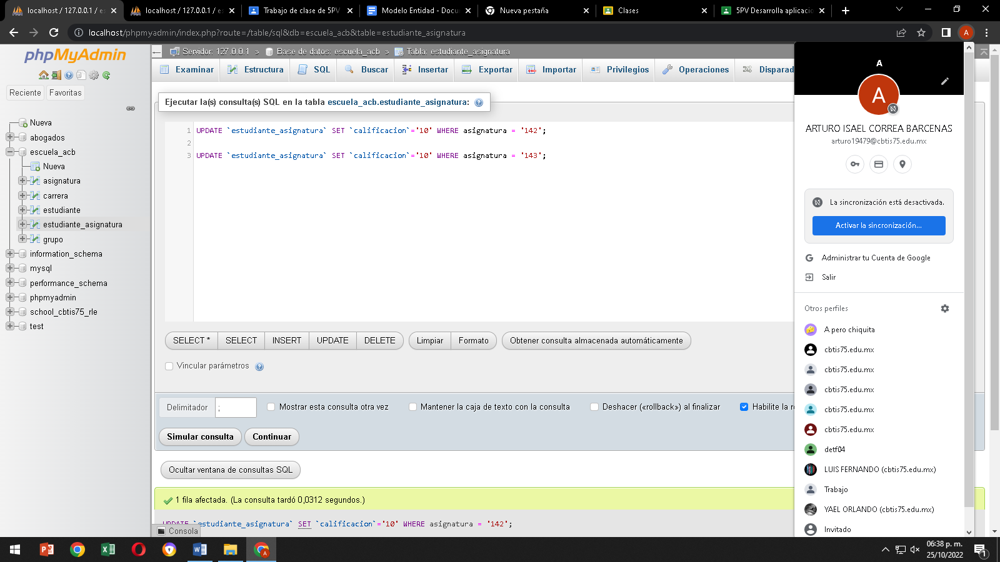 localhost / 127.0.0.1 / es
localhost / 127.0.0.1 / es
Trabajo de clase de 5PV
Modelo Entidad - Docu
Nueva pestaña
Clases
5PV Desarrolla aplicacio
localhost/phpmyadmin/index.php?route=/table/sql&db=escuela_acb&table=estudiante_asignatura
A
phpMyAdmin
Reciente
Favoritas
Nueva
abogados
escuela_acb
Nueva
asignatura
carrera
estudiante
estudiante_asignatura
grupo
information_schema
mysql
performance_schema
phpmyadmin
school_cbtis75_rle
test
Servidor: 127.0.0.1 » Base de datos: escuela_acb » Tabla: estudiante_asignatura
Examinar
Estructura
SQL
Buscar
Insertar
Exportar
Importar
Privilegios
Operaciones
Disparad
Ejecutar la(s) consulta(s) SQL en la tabla escuela_acb.estudiante_asignatura:
1 UPDATE `estudiante_asignatura` SET `calificacion`='10' WHERE asignatura = '142';
2
3 UPDATE `estudiante_asignatura` SET `calificacion`='10' WHERE asignatura = '143';
SELECT *
SELECT
INSERT
UPDATE
DELETE
Limpiar
Formato
Obtener consulta almacenada automáticamente
Vincular parámetros
Delimitador
;
Mostrar esta consulta otra vez
Mantener la caja de texto con la consulta
Deshacer («rollback») al finalizar
Habilite la r
Simular consulta
Continuar
Ocultar ventana de consultas SQL
1 fila afectada. (La consulta tardó 0,0312 segundos.)
UPDATE `estudiante_asignatura` SET `calificacion`='10' WHERE asignatura = '142';
Consola
A
A
ARTURO ISAEL CORREA BARCENAS
arturo19479@cbtis75.edu.mx
La sincronización está desactivada.
Activar la sincronización...
Administrar tu Cuenta de Google
Salir
Otros perfiles
A pero chiquita
cbtis75.edu.mx
cbtis75.edu.mx
cbtis75.edu.mx
cbtis75.edu.mx
cbtis75.edu.mx
detf04
LUIS FERNANDO (cbtis75.edu.mx)
Trabajo
YAEL ORLANDO (cbtis75.edu.mx)
Invitado
06:38 p. m.
25/10/2022
1